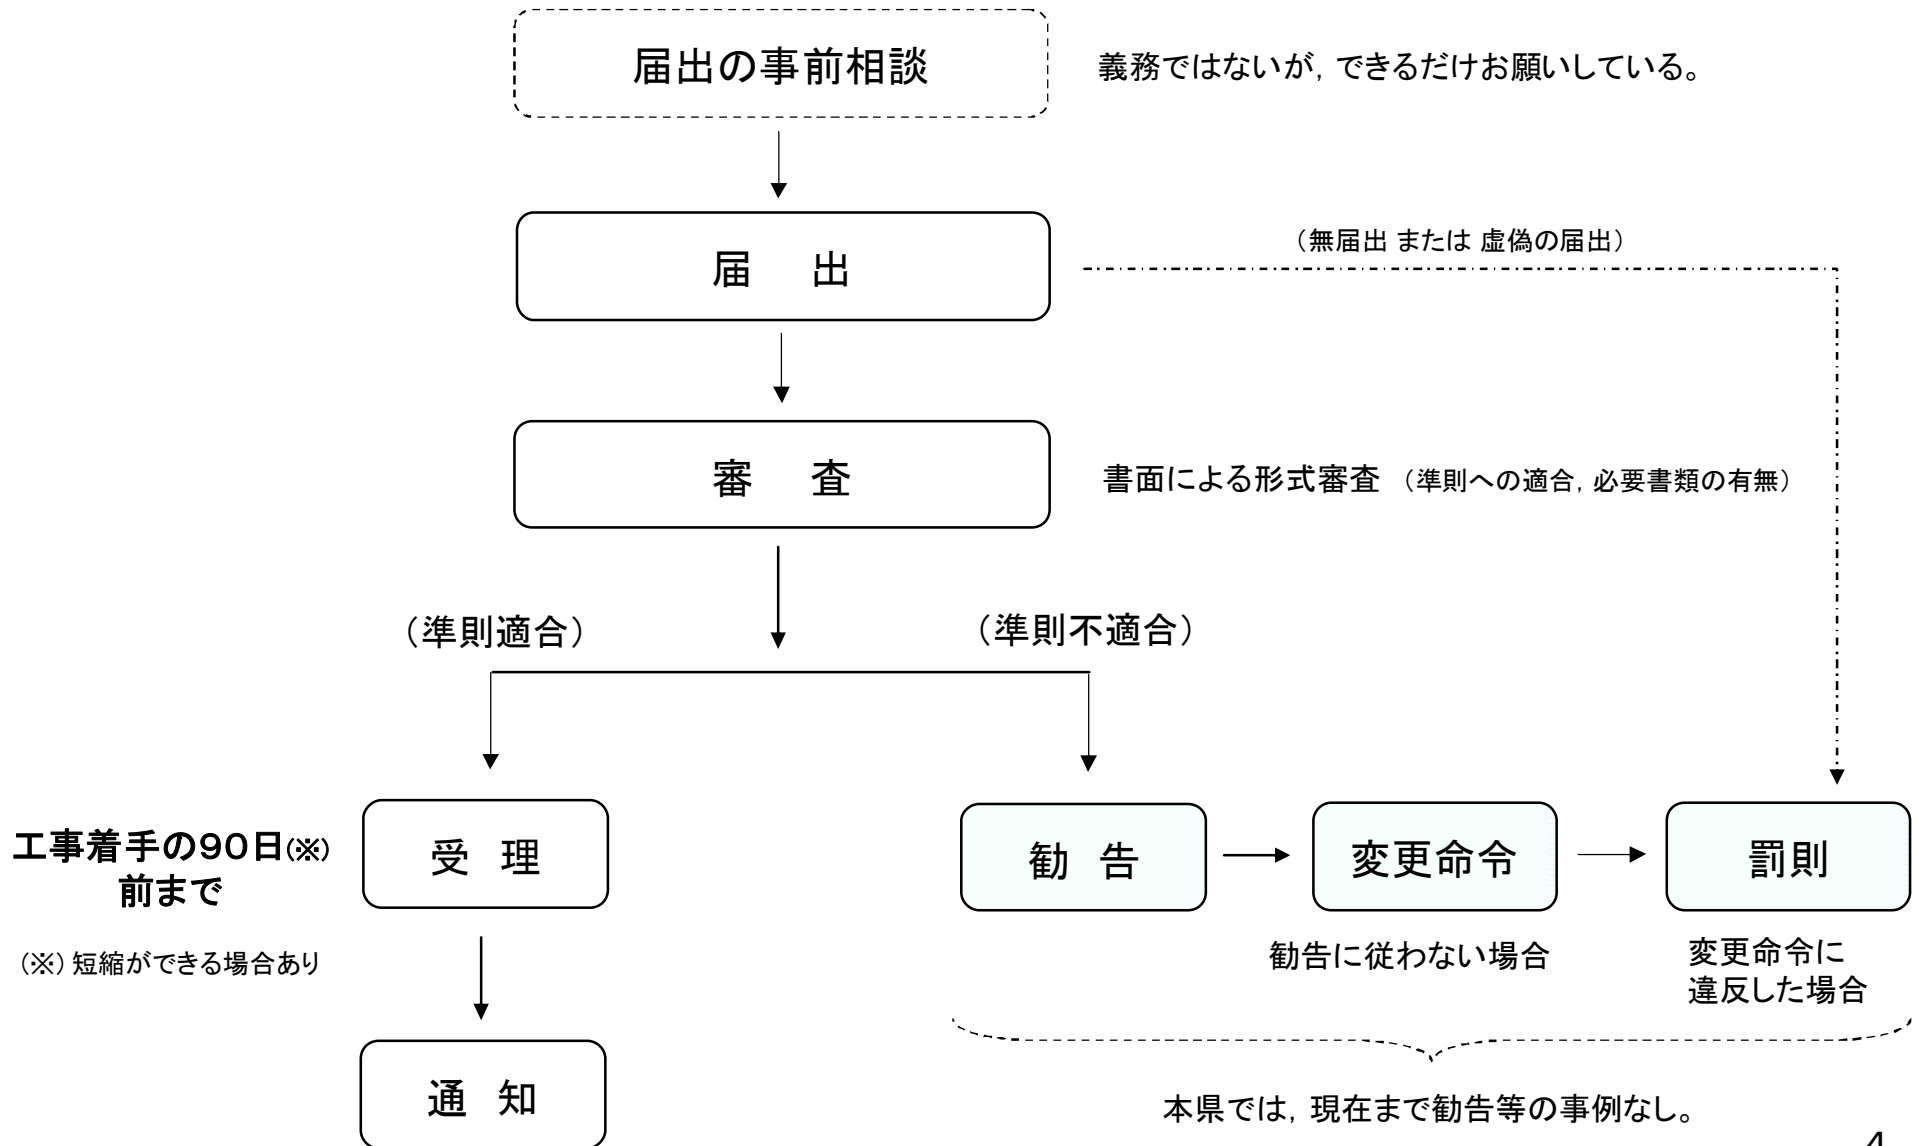 届出の事前相談
義務ではないが，できるだけお願いしている。
届　出
（無届出 または 虚偽の届出）
審　査
書面による形式審査 （準則への適合，必要書類の有無）
（準則適合）
（準則不適合）
工事着手の９０日(※)
前まで
（※）短縮ができる場合あり
受　理
勧　告
変更命令
罰則
勧告に従わない場合
変更命令に
違反した場合
通　知
本県では，現在まで勧告等の事例なし。
4